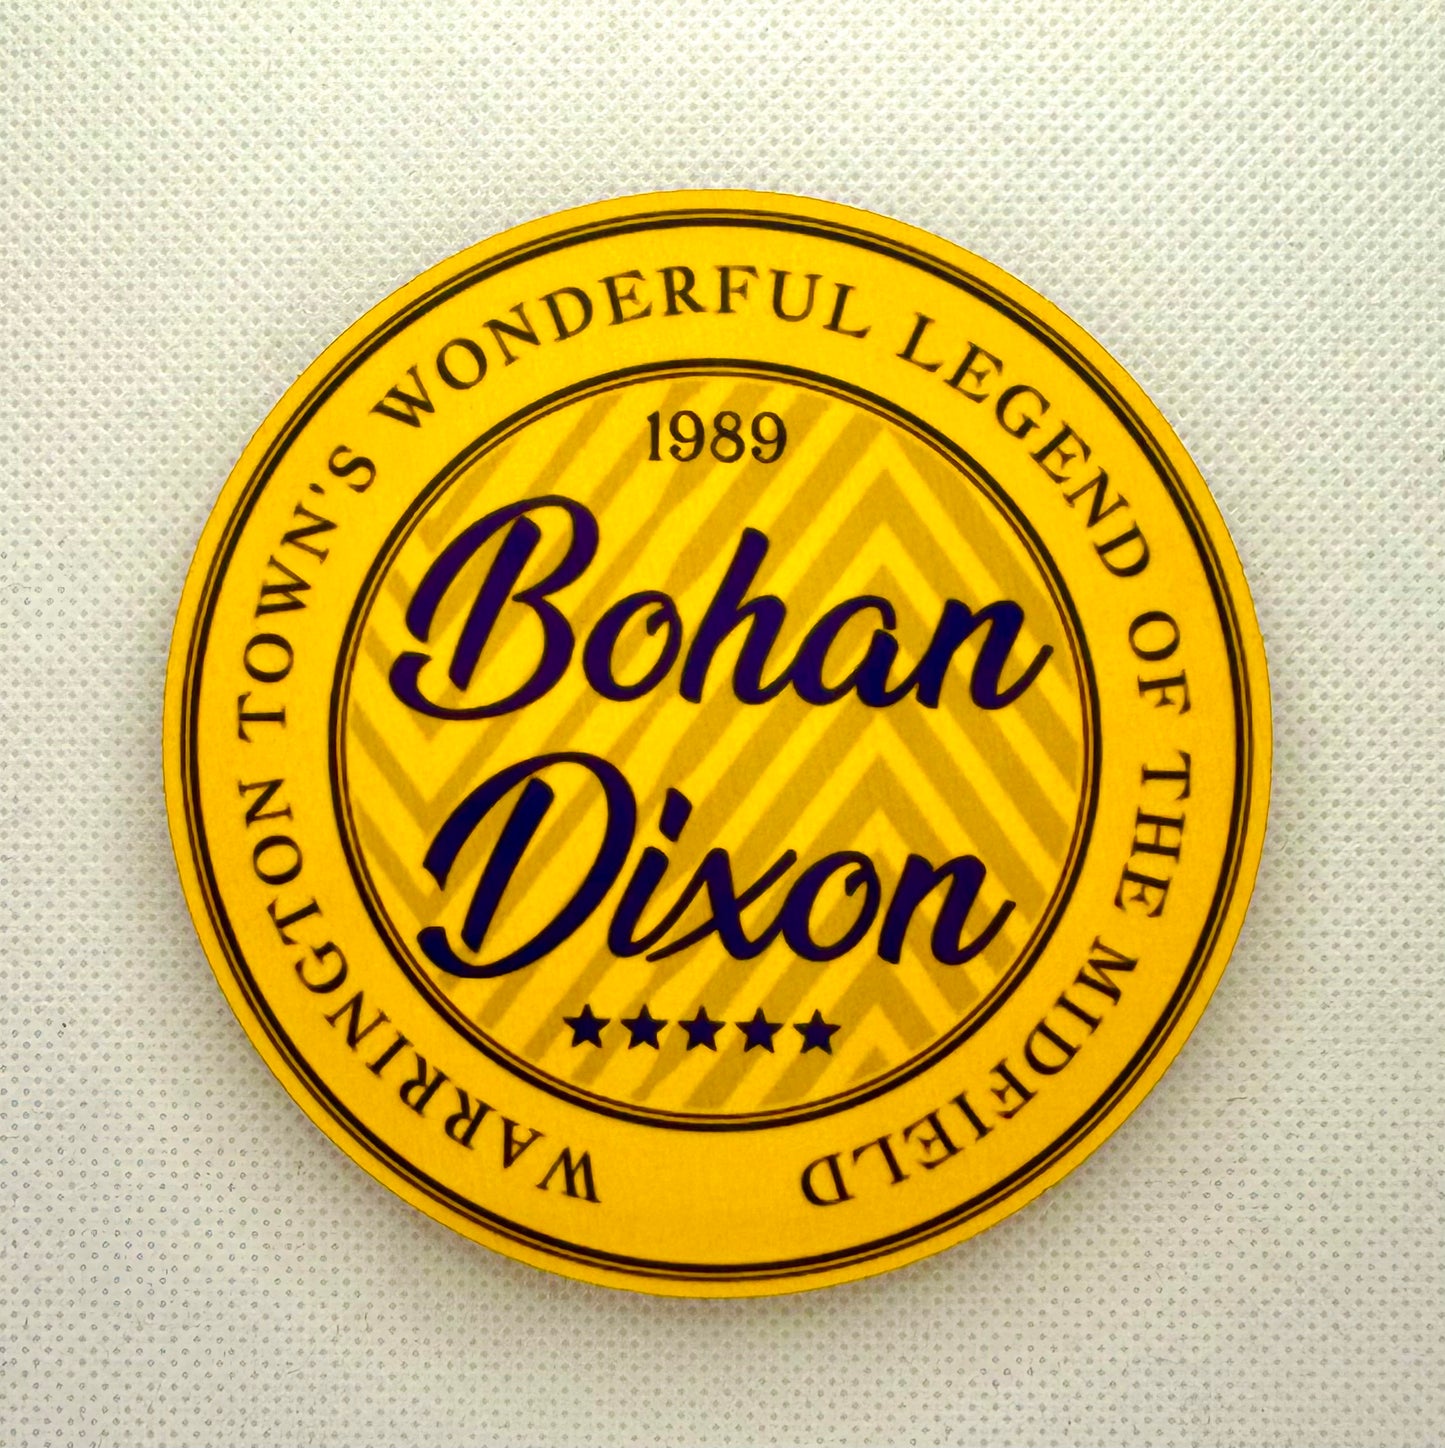 WARRINGTON TOWN'S WONDERFUL LEGEND OF THE MIDFIELD
1989
Bohan
Dixon